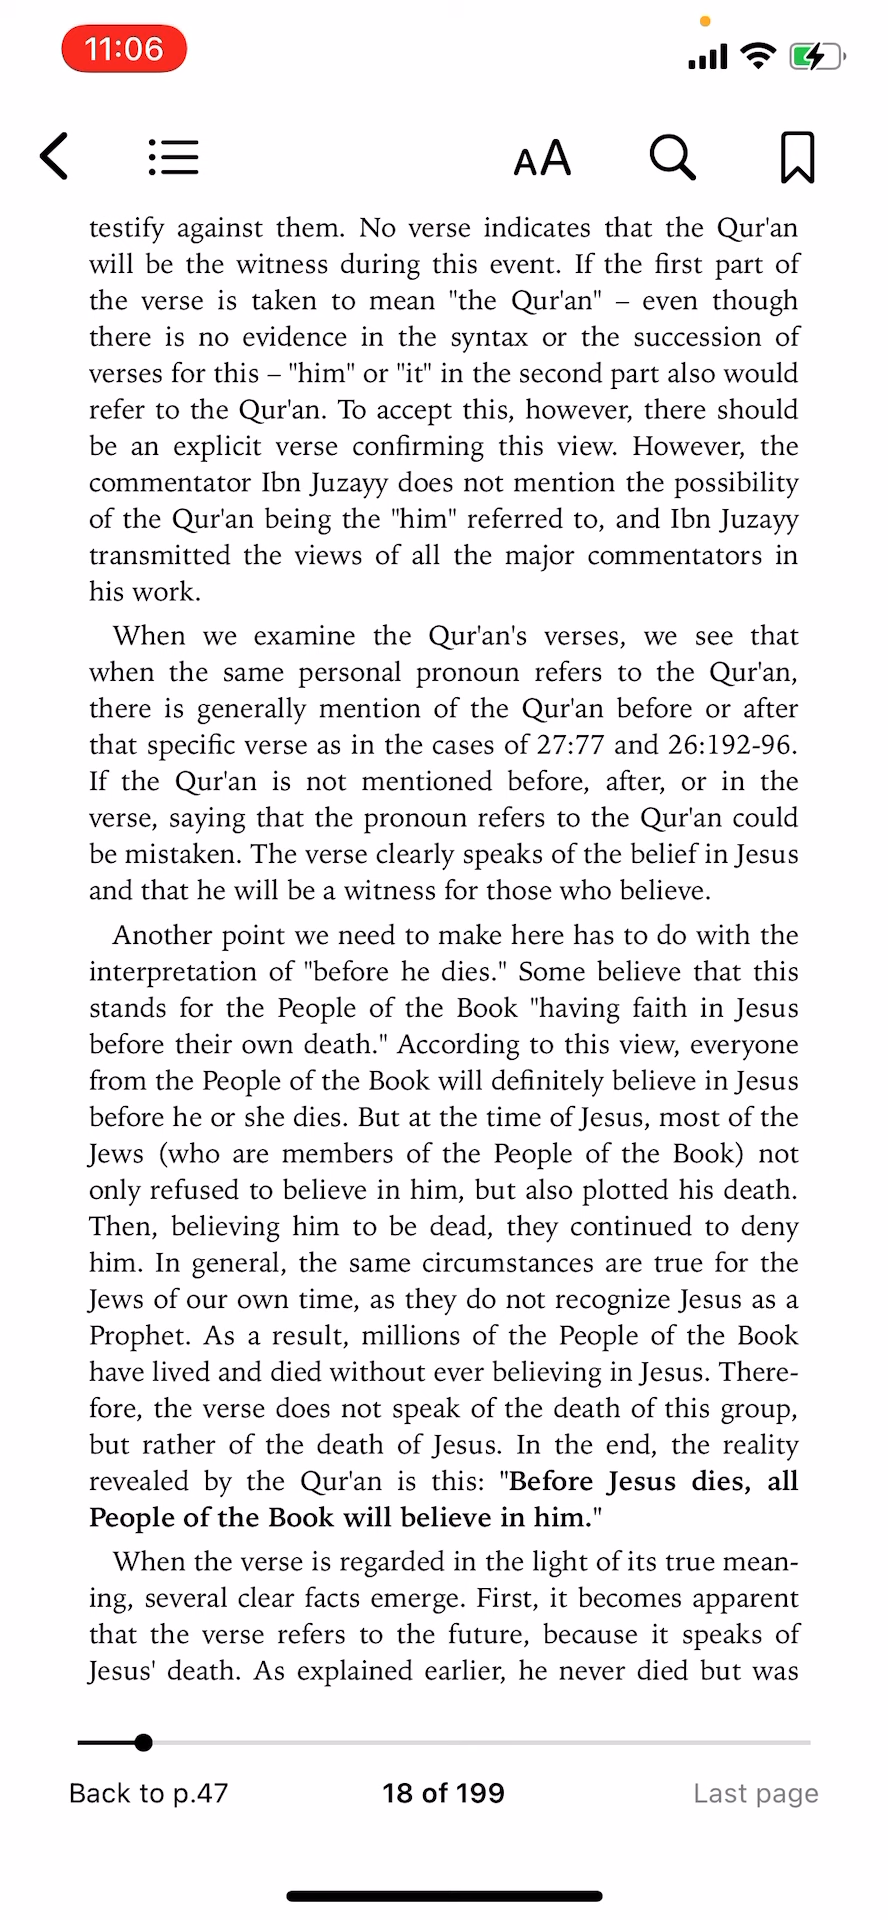 11:06
AA
testify against them. No verse indicates that the Qur'an
will be the witness during this event. If the first part of
the verse is taken to mean "the Qur'an" – even though
there is no evidence in the syntax or the succession of
verses for this – "him" or "it" in the second part also would
refer to the Qur'an. To accept this, however, there should
be an explicit verse confirming this view. However, the
commentator Ibn Juzayy does not mention the possibility
of the Qur'an being the "him" referred to, and Ibn Juzayy
transmitted the views of all the major commentators in
his work.
When we examine the Qur'an's verses, we see that
when the same personal pronoun refers to the Qur'an,
there is generally mention of the Qur'an before or after
that specific verse as in the cases of 27:77 and 26:192-96.
If the Qur'an is not mentioned before, after, or in the
verse, saying that the pronoun refers to the Qur'an could
be mistaken. The verse clearly speaks of the belief in Jesus
and that he will be a witness for those who believe.
Another point we need to make here has to do with the
interpretation of "before he dies." Some believe that this
stands for the People of the Book "having faith in Jesus
before their own death." According to this view, everyone
from the People of the Book will definitely believe in Jesus
before he or she dies. But at the time of Jesus, most of the
Jews (who are members of the People of the Book) not
only refused to believe in him, but also plotted his death.
Then, believing him to be dead, they continued to deny
him. In general, the same circumstances are true for the
Jews of our own time, as they do not recognize Jesus as a
Prophet. As a result, millions of the People of the Book
have lived and died without ever believing in Jesus. There-
fore, the verse does not speak of the death of this group,
but rather of the death of Jesus. In the end, the reality
revealed by the Qur'an is this: "Before Jesus dies, all
People of the Book will believe in him."
When the verse is regarded in the light of its true mean-
ing, several clear facts emerge. First, it becomes apparent
that the verse refers to the future, because it speaks of
Jesus' death. As explained earlier, he never died but was
Back to p.47
18 of 199
Last page